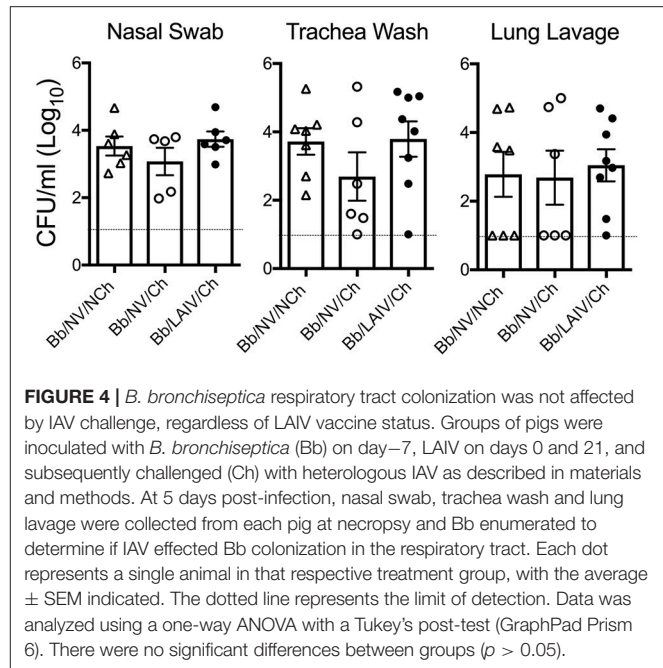 Nasal Swab
Trachea Wash
Lung Lavage
CFU/ml (Log10)
6
4
2
0
Bb/NV/NCh
Bb/NV/Ch
Bb/LAIV/Ch
6
4
2
0
Bb/NV/NCh
Bb/NV/Ch
Bb/LAIV/Ch
6
4
2
0
Bb/NV/NCh
Bb/NV/Ch
Bb/LAIV/Ch
FIGURE 4 | B. bronchiseptica respiratory tract colonization was not affected
by IAV challenge, regardless of LAIV vaccine status. Groups of pigs were
inoculated with B. bronchiseptica (Bb) on day−7, LAIV on days 0 and 21, and
subsequently challenged (Ch) with heterologous IAV as described in materials
and methods. At 5 days post-infection, nasal swab, trachea wash and lung
lavage were collected from each pig at necropsy and Bb enumerated to
determine if IAV effected Bb colonization in the respiratory tract. Each dot
represents a single animal in that respective treatment group, with the average
± SEM indicated. The dotted line represents the limit of detection. Data was
analyzed using a one-way ANOVA with a Tukey's post-test (GraphPad Prism
6). There were no significant differences between groups (p > 0.05).